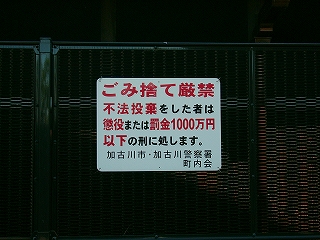 ごみ捨て厳禁
不法投棄をした者は
懲役または罰金1000万円
以下の刑に処します。
加古川市・加古川警察署
町内会